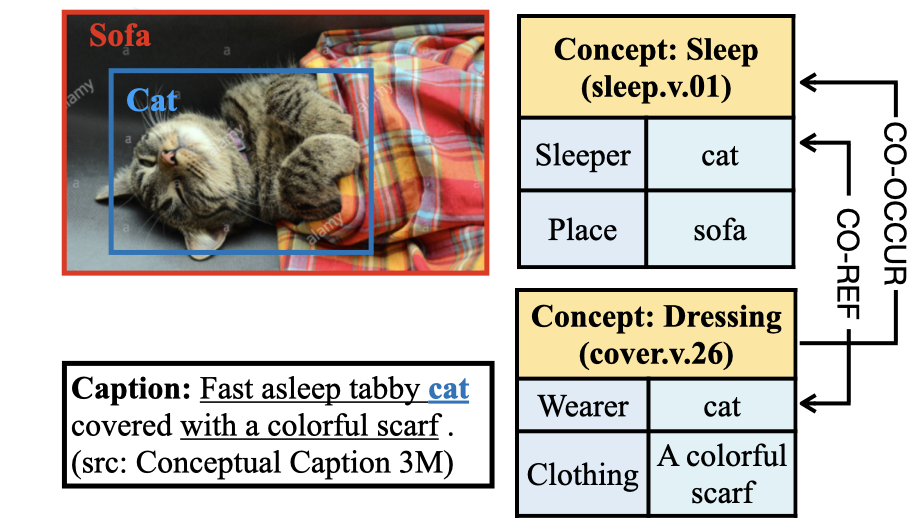 Sofa
Cat
alamy
alamy
a
a
a
a
a
Caption: Fast asleep tabby cat
covered with a colorful scarf .
(src: Conceptual Caption 3M)
Concept: Sleep
(sleep.v.01)
Sleeper cat
Place sofa
Concept: Dressing
(cover.v.26)
Wearer cat
Clothing A colorful
scarf
CO-OCCUR
CO-REF